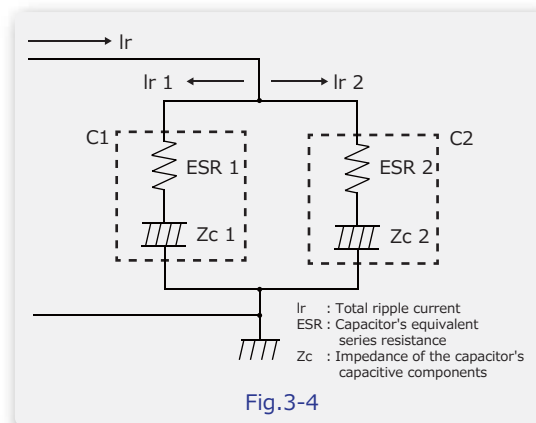 Ir
Ir 1
Ir 2
C1
C2
ESR 1
ESR 2
Zc 1
Zc 2
Ir : Total ripple current
ESR : Capacitor's equivalent
series resistance
Zc : Impedance of the capacitor's
capacitive components
Fig.3-4